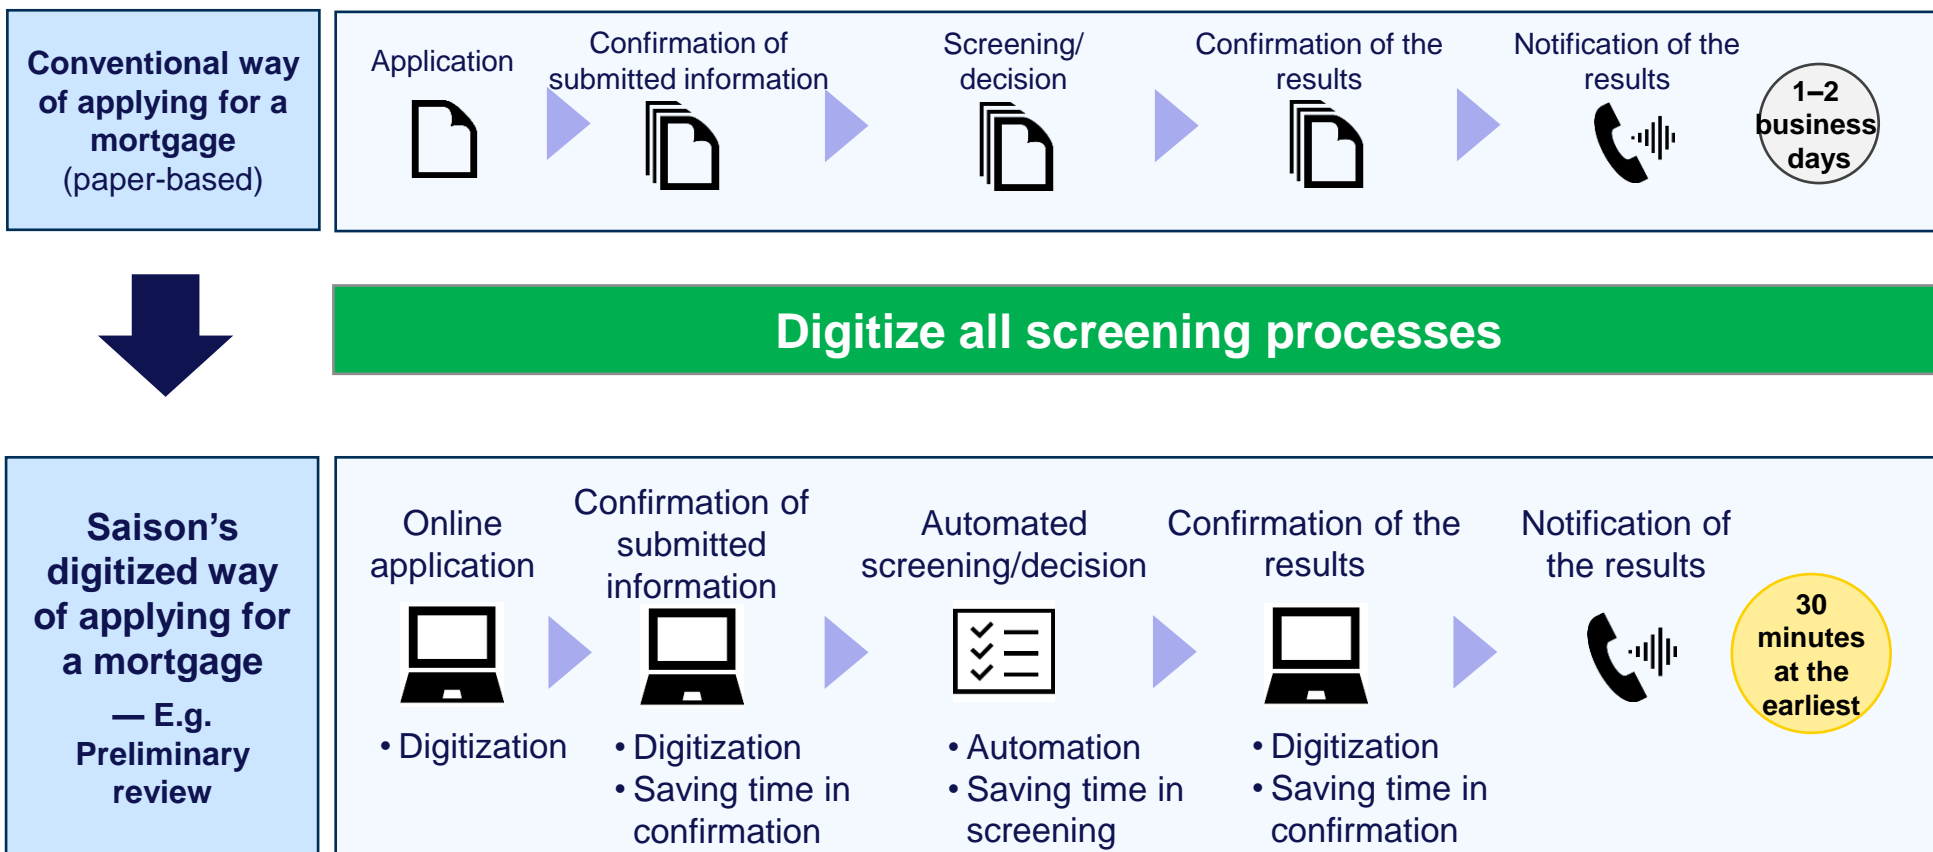 Conventional way
of applying for a
mortgage
(paper-based)
Application
Confirmation of
submitted information
Screening/
decision
Confirmation of the
results
Notification of the
results
1–2
business
days
Digitize all screening processes
Saison’s
digitized way
of applying for
a mortgage
— E.g.
Preliminary
review
Online
application
• Digitization
Confirmation of
submitted
information
• Digitization
• Saving time in
confirmation
Automated
screening/decision
• Automation
• Saving time in
screening
Confirmation of the
results
• Digitization
• Saving time in
confirmation
Notification of
the results
30
minutes
at the
earliest